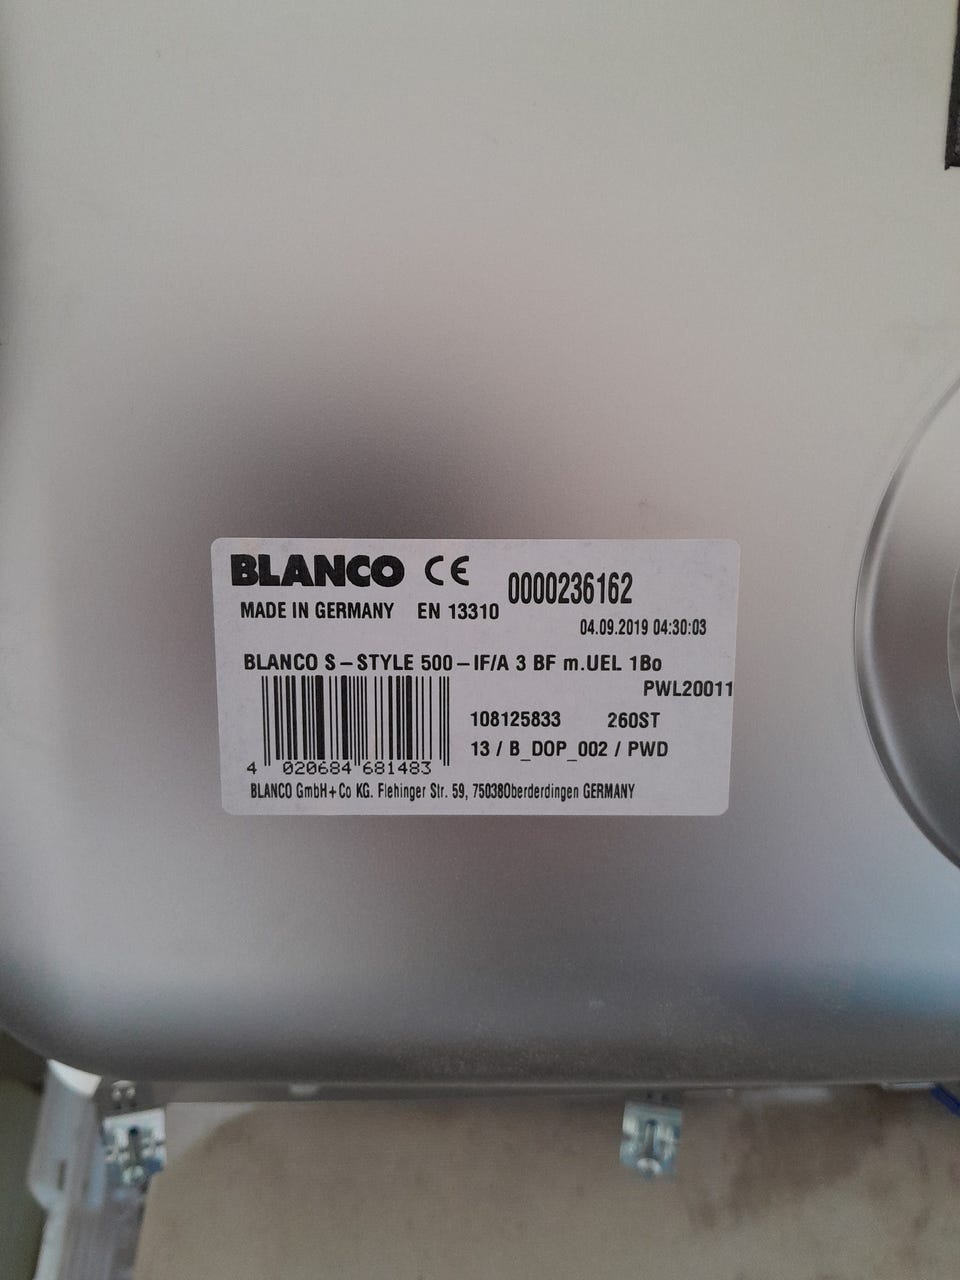 BLANCO CE 0000236162
MADE IN GERMANY EN 13310
04.09.2019 04:30:03
BLANCO S-STYLE 500-IF/A 3 BF m.UEL 1Bo
PWL20011
108125833 260ST
13 / B_DOP_002 / PWD
4 020684 681483
BLANCO GmbH+Co KG. Flehinger Str. 59, 75038Oberderdingen GERMANY